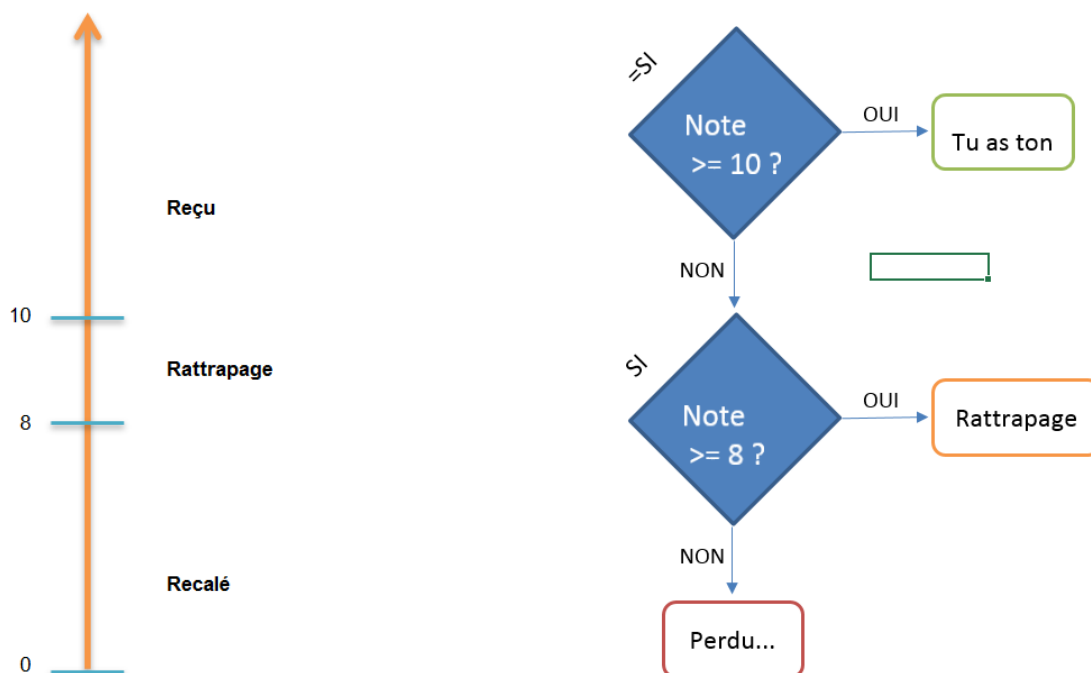 Reçu
10
Rattrapage
8
Recalé
0
=SI
Note
>= 10 ?
OUI
Tu as ton
NON
SI
Note
>= 8 ?
OUI
Rattrapage
NON
Perdu...